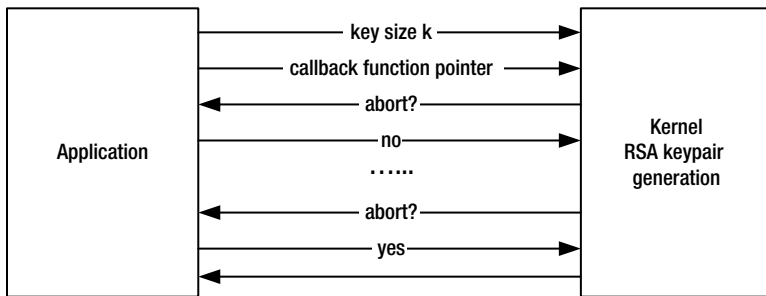 key size k
callback function pointer
abort?
Application
no
Kernel
RSA keypair
generation
......
abort?
yes